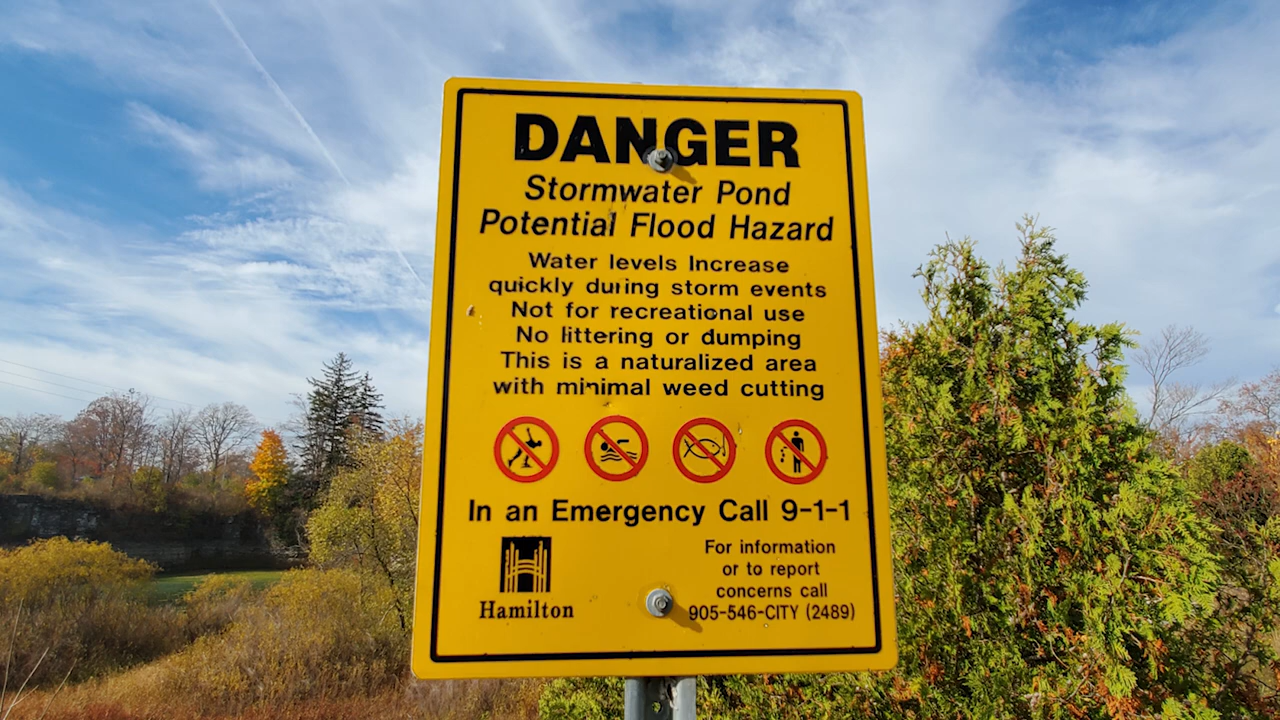 DANGER
Stormwater Pond
Potential Flood Hazard
Water levels Increase
quickly during storm events
Not for recreational use
No littering or dumping
This is a naturalized area
with minimal weed cutting
In an Emergency Call 9-1-1
Hamilton
For information
or to report
concerns call
905-546-CITY (2489)